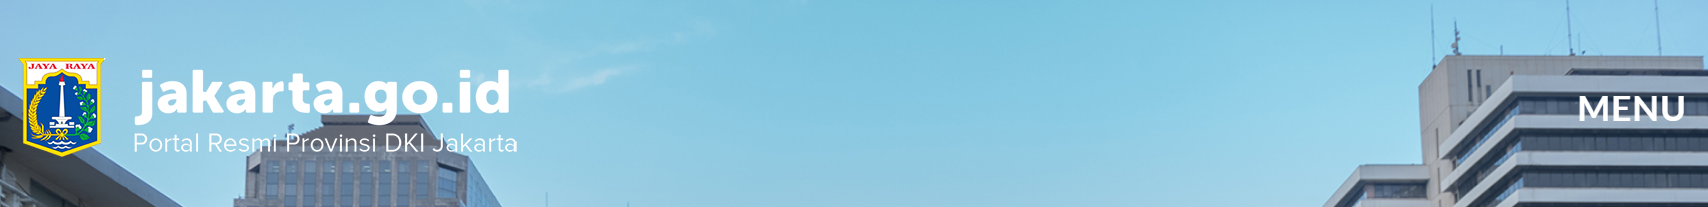 JAYA RAYA
jakarta.go.id
Portal Resmi Provinsi DKI Jakarta
MENU